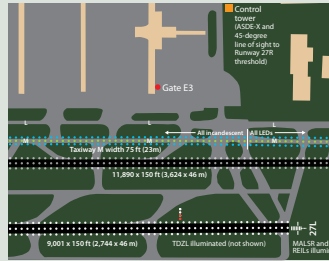 Control
tower
(ASDE-X and
45-degree
line of sight to
Runway 27R
threshold)
Gate E3
L
L
All incandescent
All LEDs
M
M
Taxiway M width 75 ft (23m)
11,890 x 150 ft (3,624 x 46 m)
27L
9,001 x 150 ft (2,744 x 46 m)
TDZL illuminated (not shown)
MALSR and
REILs illumin